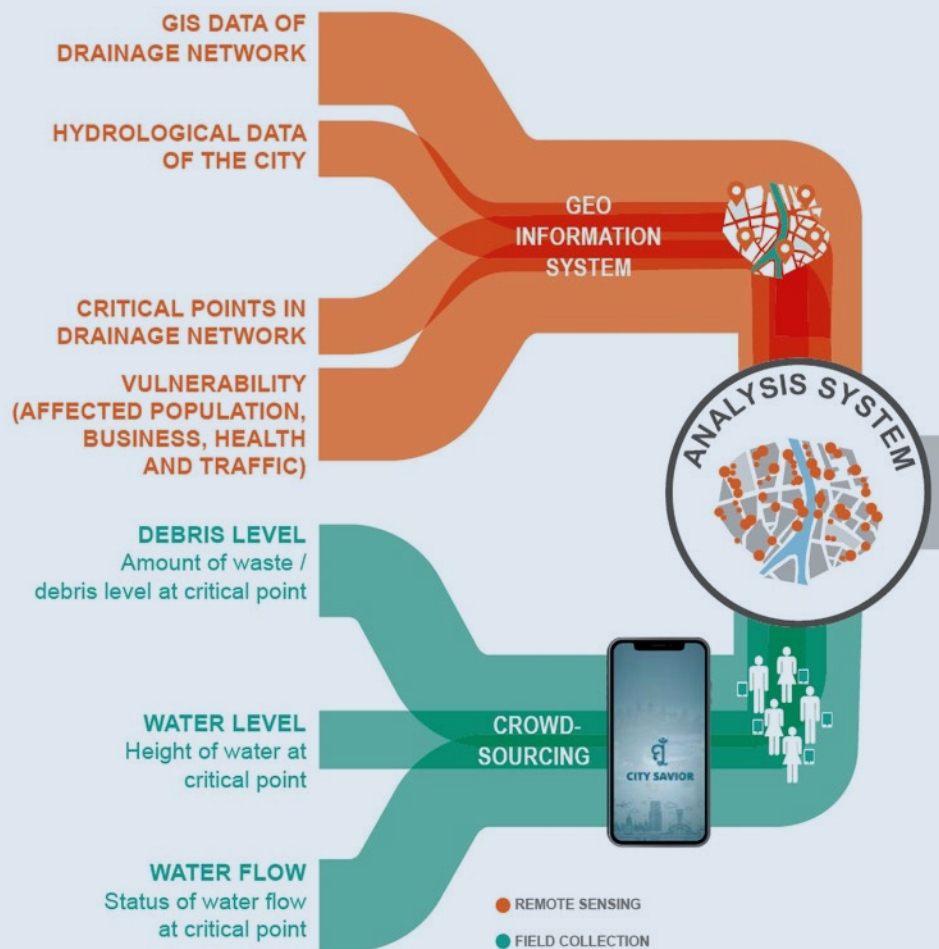 GIS DATA OF
DRAINAGE NETWORK
HYDROLOGICAL DATA
OF THE CITY
GEO
INFORMATION
SYSTEM
CRITICAL POINTS IN
DRAINAGE NETWORK
VULNERABILITY
(AFFECTED POPULATION,
BUSINESS, HEALTH
AND TRAFFIC)
ANALYSIS SYSTEM
DEBRIS LEVEL
Amount of waste /
debris level at critical point
WATER LEVEL
Height of water at
critical point
CROWD-
SOURCING
CITY SAVIOR
WATER FLOW
Status of water flow
at critical point
REMOTE SENSING
FIELD COLLECTION